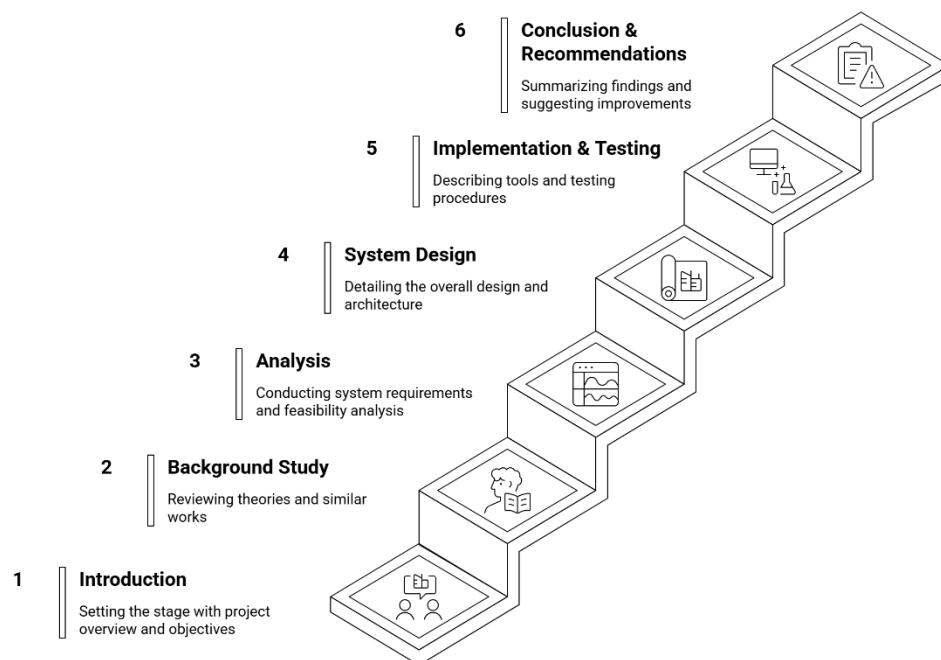 6
Conclusion &
Recommendations
Summarizing findings and
suggesting improvements
5
Implementation & Testing
Describing tools and testing
procedures
4
System Design
Detailing the overall design and
architecture
3
Analysis
Conducting system requirements
and feasibility analysis
2
Background Study
Reviewing theories and similar
works
1
Introduction
Setting the stage with project
overview and objectives